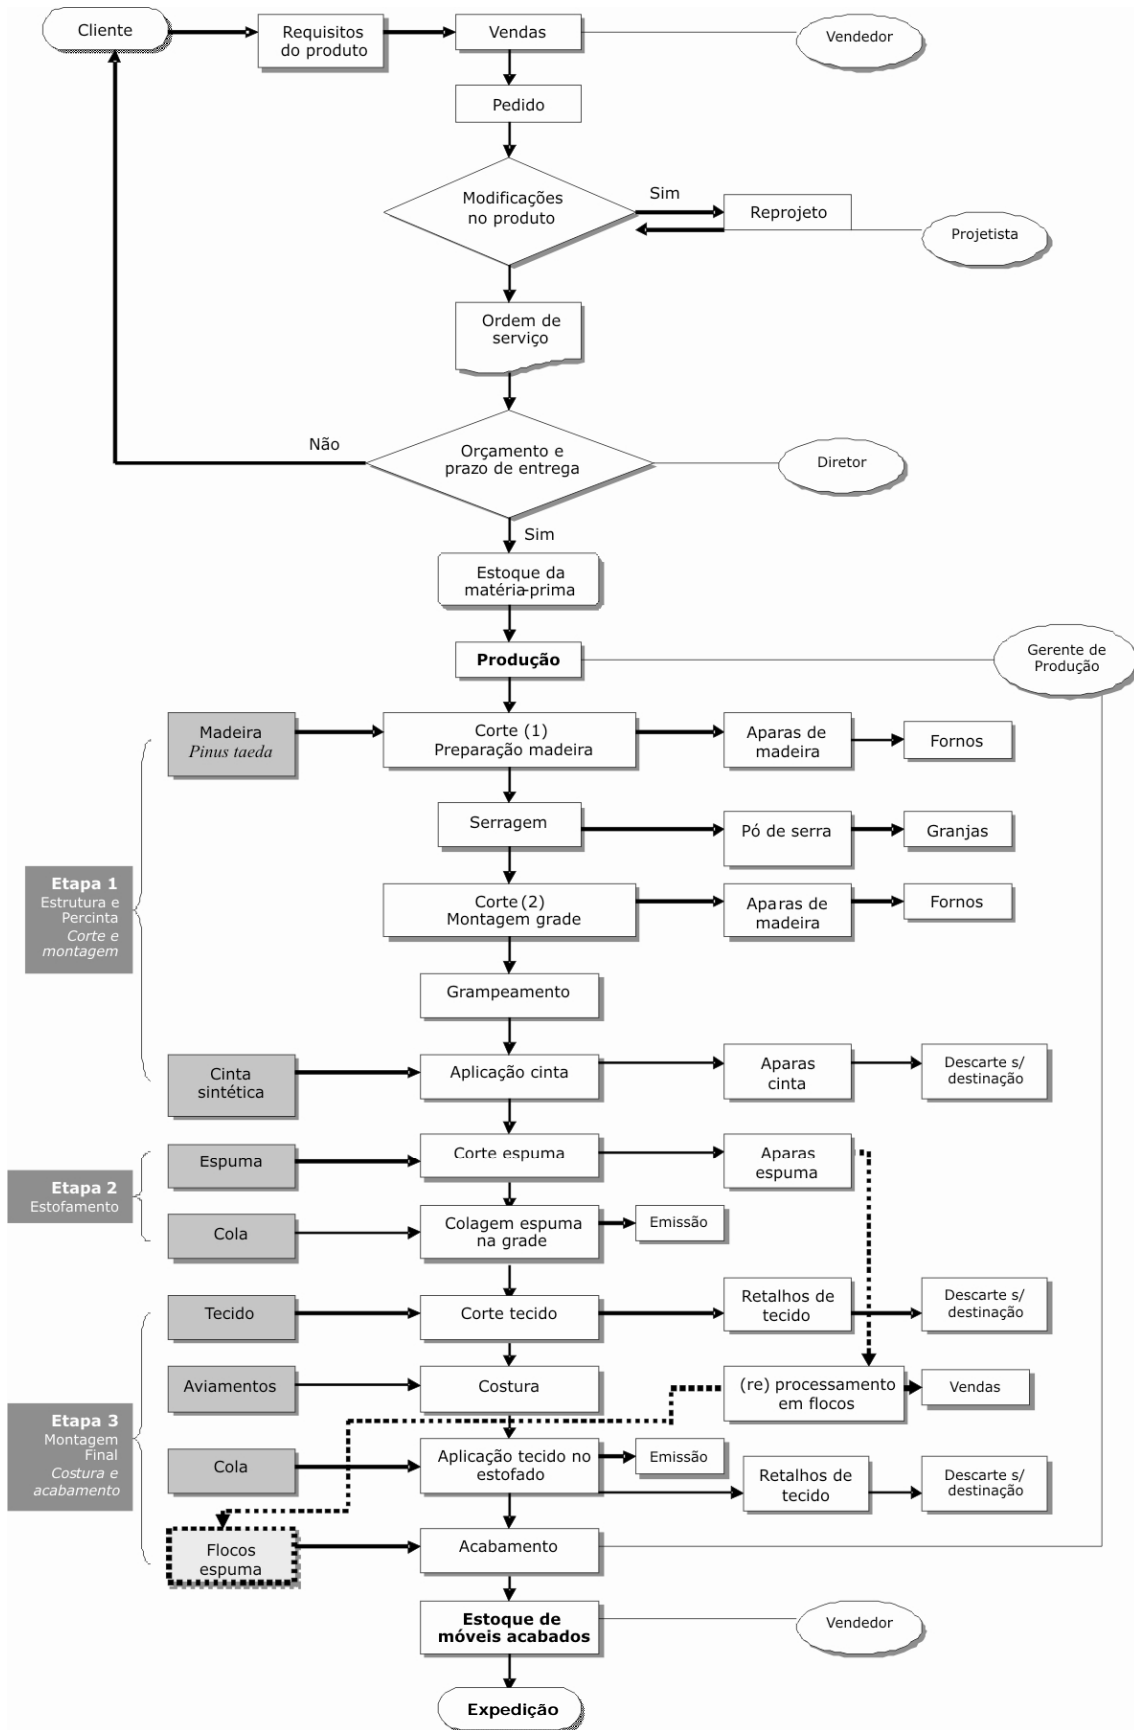 Cliente
Requisitos
do produto
Vendas
Vendedor
Pedido
Modificações
no produto
Sim
Reprojeto
Projetista
Ordem de
serviço
Não
Orçamento e
prazo de entrega
Diretor
Sim
Estoque da
matéria-prima
Produção
Gerente de
Produção
Madeira
Pinus taeda
Corte (1)
Preparação madeira
Aparas de
madeira
Fornos
Serragem
Pó de serra
Granjas
Etapa 1
Estrutura e
Percinta
Corte e
montagem
Corte (2)
Montagem grade
Aparas de
madeira
Fornos
Grampeamento
Cinta
sintética
Aplicação cinta
Aparas
cinta
Descarte s/
destinação
Etapa 2
Estofamento
Espuma
Corte espuma
Aparas
espuma
Cola
Colagem espuma
na grade
Emissão
Tecido
Corte tecido
Retalhos de
tecido
Descarte s/
destinação
Aviamentos
Costura
(re) processamento
em flocos
Vendas
Etapa 3
Montagem
Final
Costura e
acabamento
Cola
Aplicação tecido no
estofado
Emissão
Retalhos de
tecido
Descarte s/
destinação
Flocos
espuma
Acabamento
Estoque de
móveis acabados
Vendedor
Expedição